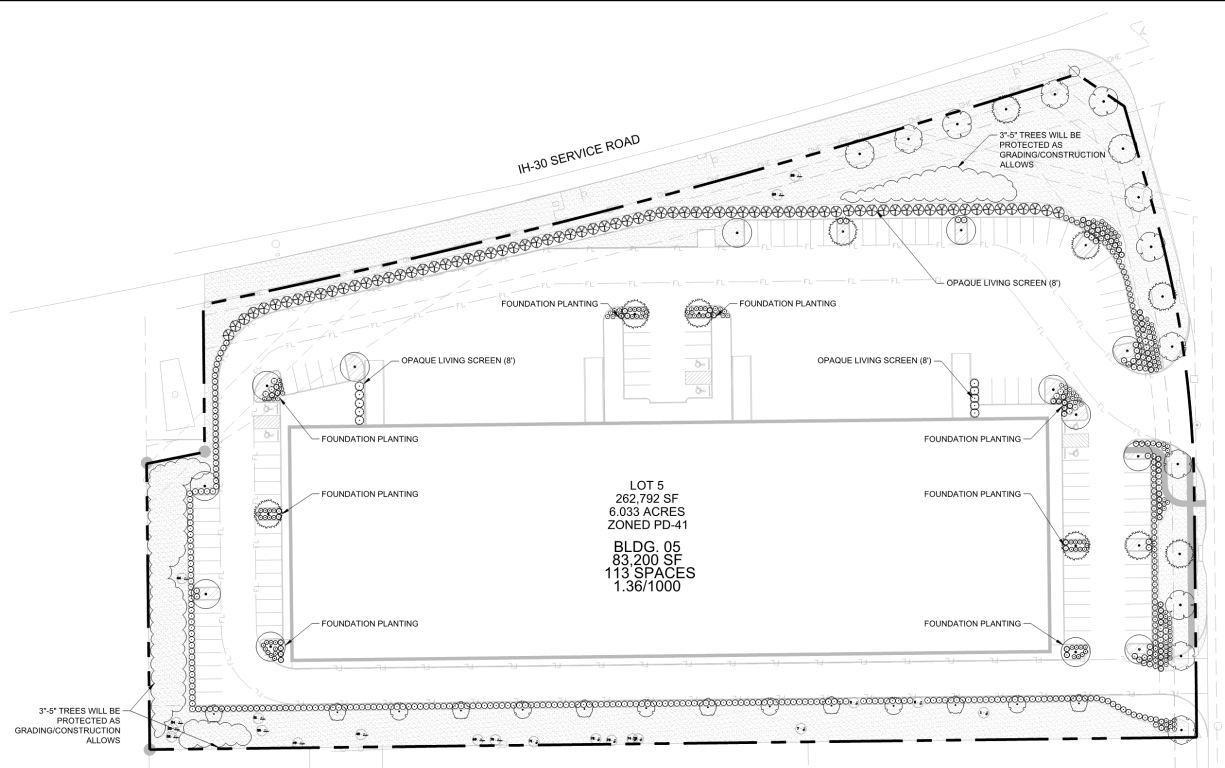 IH-30 SERVICE ROAD
3"-5" TREES WILL BE
PROTECTED AS
GRADING/CONSTRUCTION
ALLOWS
OPAQUE LIVING SCREEN (8')
FOUNDATION PLANTING
FOUNDATION PLANTING
OPAQUE LIVING SCREEN (8')
OPAQUE LIVING SCREEN (8')
FOUNDATION PLANTING
FOUNDATION PLANTING
FOUNDATION PLANTING
FOUNDATION PLANTING
LOT 5
262,792 SF
6.033 ACRES
ZONED PD-41
BLDG. 05
83,200 SF
113 SPACES
1.36/1000
FOUNDATION PLANTING
FOUNDATION PLANTING
3"-5" TREES WILL BE
PROTECTED AS
GRADING/CONSTRUCTION
ALLOWS